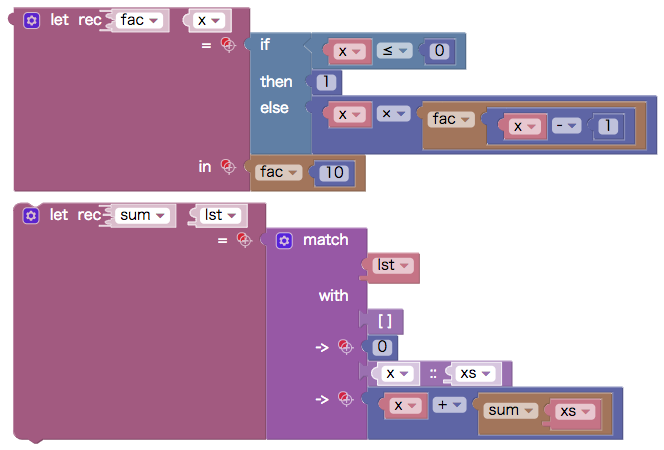 let rec fac x
= if x ≤ 0
then 1
else x × fac x - 1
in fac 10
let rec sum lst
= match
lst
with
[ ]
-> 0
x :: xs
-> x + sum xs